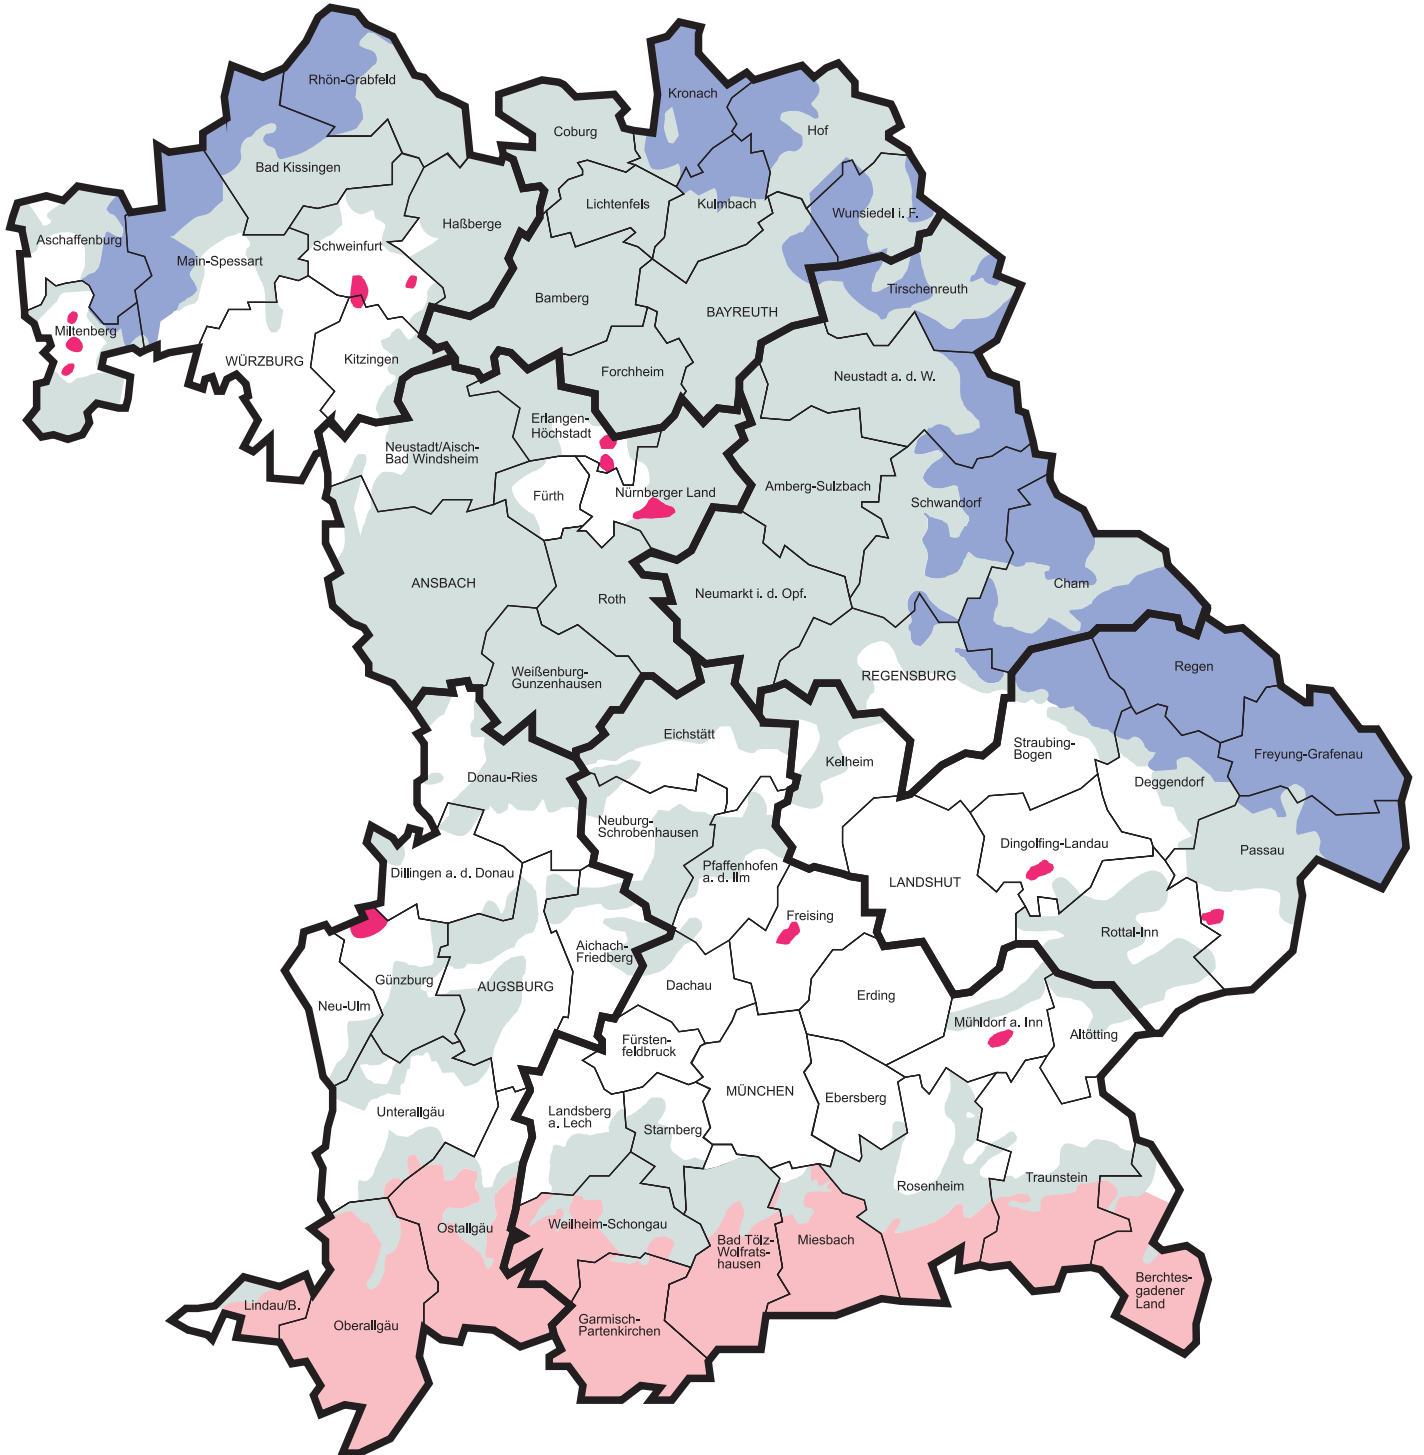 Rhön-Grabfeld
Kronach
Coburg
Hof
Bad Kissingen
Lichtenfels
Kulmbach
Wunsiedel i. F.
Haßberge
Aschaffenburg
Schweinfurt
Main-Spessart
Tirschenreuth
Bamberg
BAYREUTH
Miltenberg
WÜRZBURG
Kitzingen
Forchheim
Neustadt a. d. W.
Erlangen-
Höchstadt
Neustadt/Aisch-
Bad Windsheim
Fürth
Nürnberger Land
Amberg-Sulzbach
Schwandorf
ANSBACH
Roth
Neumarkt i. d. Opf.
Cham
Weißenburg-
Gunzenhausen
REGENSBURG
Regen
Eichstätt
Kelheim
Straubing-
Bogen
Freyung-Grafenau
Donau-Ries
Deggendorf
Neuburg-
Schrobenhausen
Dingolfing-Landau
Passau
Dillingen a. d. Donau
Pfaffenhofen
a. d. Ilm
LANDSHUT
Freising
Rottal-Inn
Aichach-
Friedberg
Günzburg
AUGSBURG
Dachau
Erding
Neu-Ulm
Mühldorf a. Inn
Altötting
Fürsten-
feldbruck
MÜNCHEN
Ebersberg
Unterallgäu
Landsberg
a. Lech
Starnberg
Rosenheim
Traunstein
Ostallgäu
Weilheim-Schongau
Bad Tölz-
Wolfrats-
hausen
Miesbach
Berchtes-
gadener
Land
Lindau/B.
Oberallgäu
Garmisch-
Partenkirchen